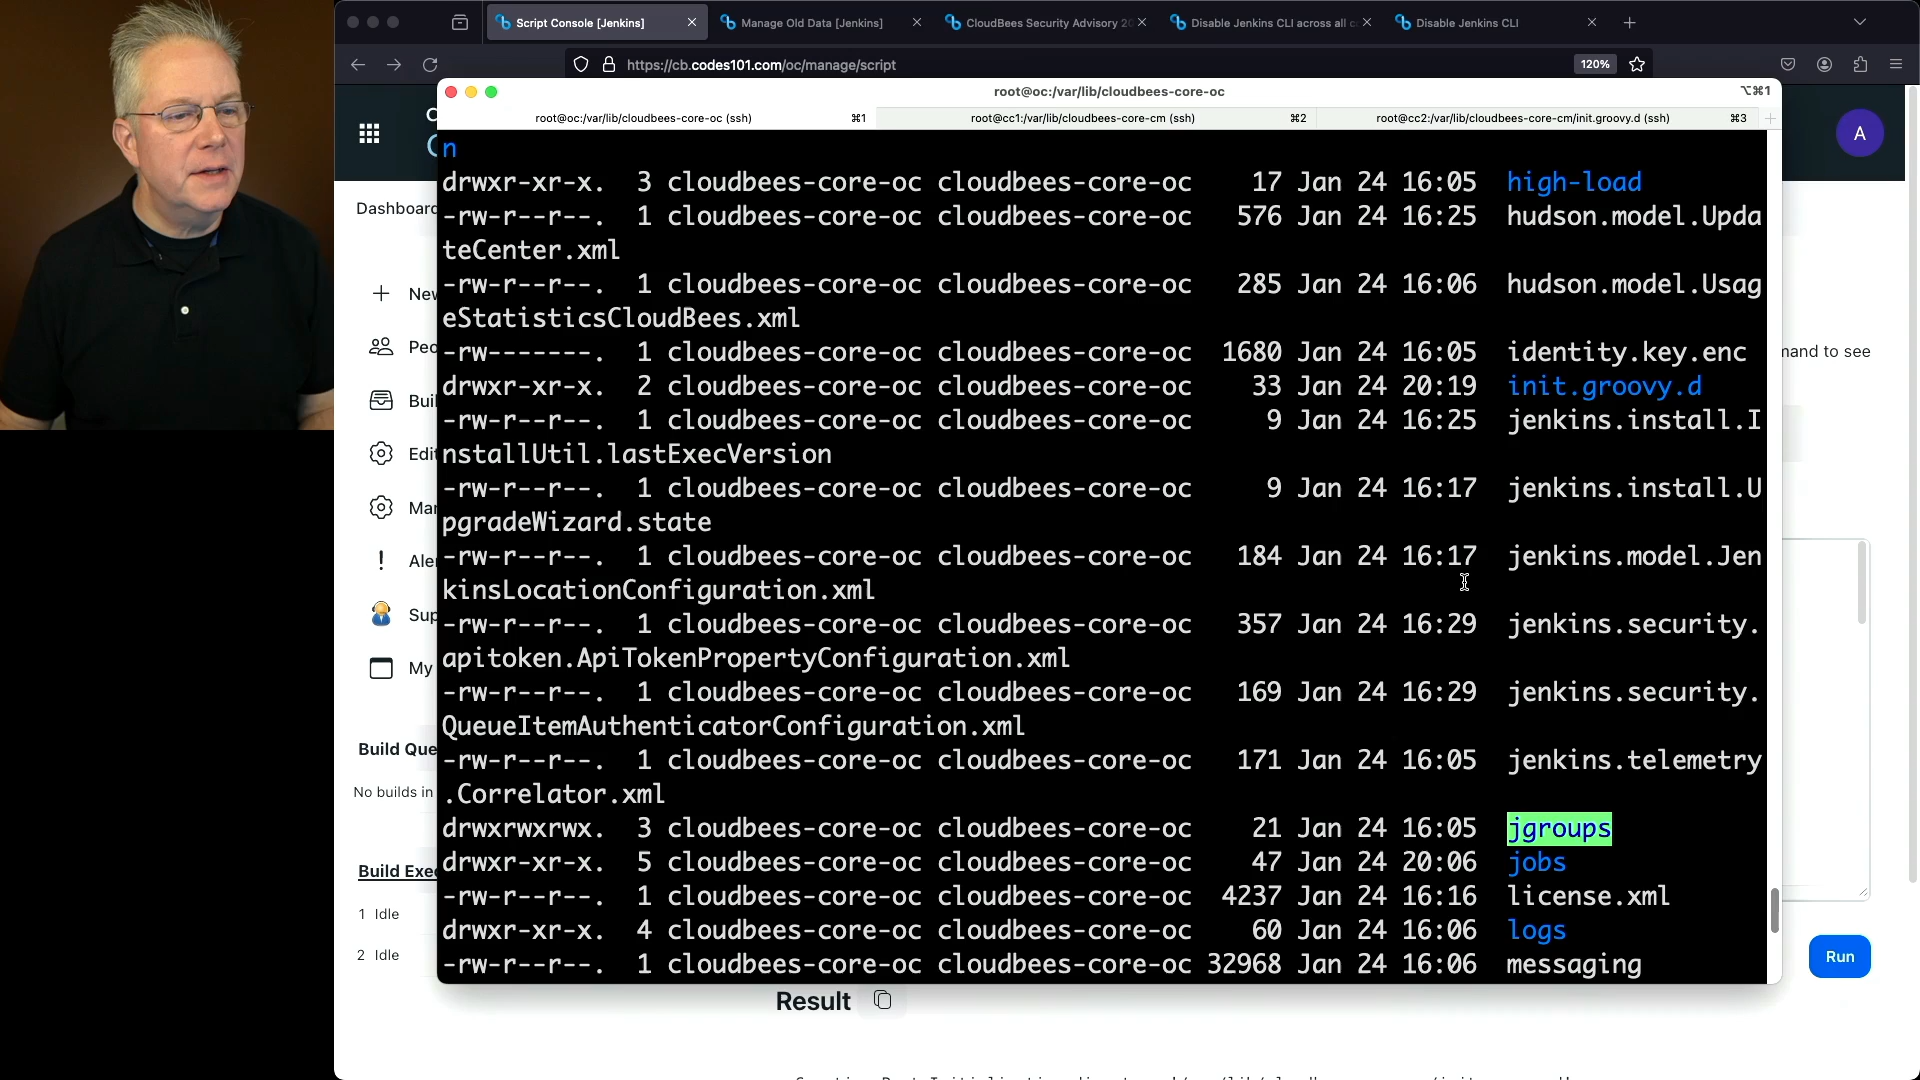 Script Console [Jenkins]
Manage Old Data [Jenkins]
CloudBees Security Advisory 20
Disable Jenkins CLI across all c
Disable Jenkins CLI
https://cb.codes101.com/oc/manage/script
120%
root@oc:/var/lib/cloudbees-core-oc
⌥⌘1
root@oc:/var/lib/cloudbees-core-oc (ssh) ⌘1
root@cc1:/var/lib/cloudbees-core-cm (ssh) ⌘2
root@cc2:/var/lib/cloudbees-core-cm/init.groovy.d (ssh) ⌘3
A
n
drwxr-xr-x. 3 cloudbees-core-oc cloudbees-core-oc 17 Jan 24 16:05 high-load
-rw-r--r--. 1 cloudbees-core-oc cloudbees-core-oc 576 Jan 24 16:25 hudson.model.Upda
teCenter.xml
-rw-r--r--. 1 cloudbees-core-oc cloudbees-core-oc 285 Jan 24 16:06 hudson.model.Usag
eStatisticsCloudBees.xml
-rw-------. 1 cloudbees-core-oc cloudbees-core-oc 1680 Jan 24 16:05 identity.key.enc
drwxr-xr-x. 2 cloudbees-core-oc cloudbees-core-oc 33 Jan 24 20:19 init.groovy.d
-rw-r--r--. 1 cloudbees-core-oc cloudbees-core-oc 9 Jan 24 16:25 jenkins.install.I
nstallUtil.lastExecVersion
-rw-r--r--. 1 cloudbees-core-oc cloudbees-core-oc 9 Jan 24 16:17 jenkins.install.U
pgradeWizard.state
-rw-r--r--. 1 cloudbees-core-oc cloudbees-core-oc 184 Jan 24 16:17 jenkins.model.Jen
kinsLocationConfiguration.xml
-rw-r--r--. 1 cloudbees-core-oc cloudbees-core-oc 357 Jan 24 16:29 jenkins.security.
apitoken.ApiTokenPropertyConfiguration.xml
-rw-r--r--. 1 cloudbees-core-oc cloudbees-core-oc 169 Jan 24 16:29 jenkins.security.
QueueItemAuthenticatorConfiguration.xml
-rw-r--r--. 1 cloudbees-core-oc cloudbees-core-oc 171 Jan 24 16:05 jenkins.telemetry
.Correlator.xml
drwxrwxrwx. 3 cloudbees-core-oc cloudbees-core-oc 21 Jan 24 16:05 jgroups
drwxr-xr-x. 5 cloudbees-core-oc cloudbees-core-oc 47 Jan 24 20:06 jobs
-rw-r--r--. 1 cloudbees-core-oc cloudbees-core-oc 4237 Jan 24 16:16 license.xml
drwxr-xr-x. 4 cloudbees-core-oc cloudbees-core-oc 60 Jan 24 16:06 logs
-rw-r--r--. 1 cloudbees-core-oc cloudbees-core-oc 32968 Jan 24 16:06 messaging
Dashboard
New
Peo
Buil
Edit
Man
Aler
Sup
My
Build Que
No builds in
Build Exec
1 Idle
2 Idle
mand to see
Run
Result